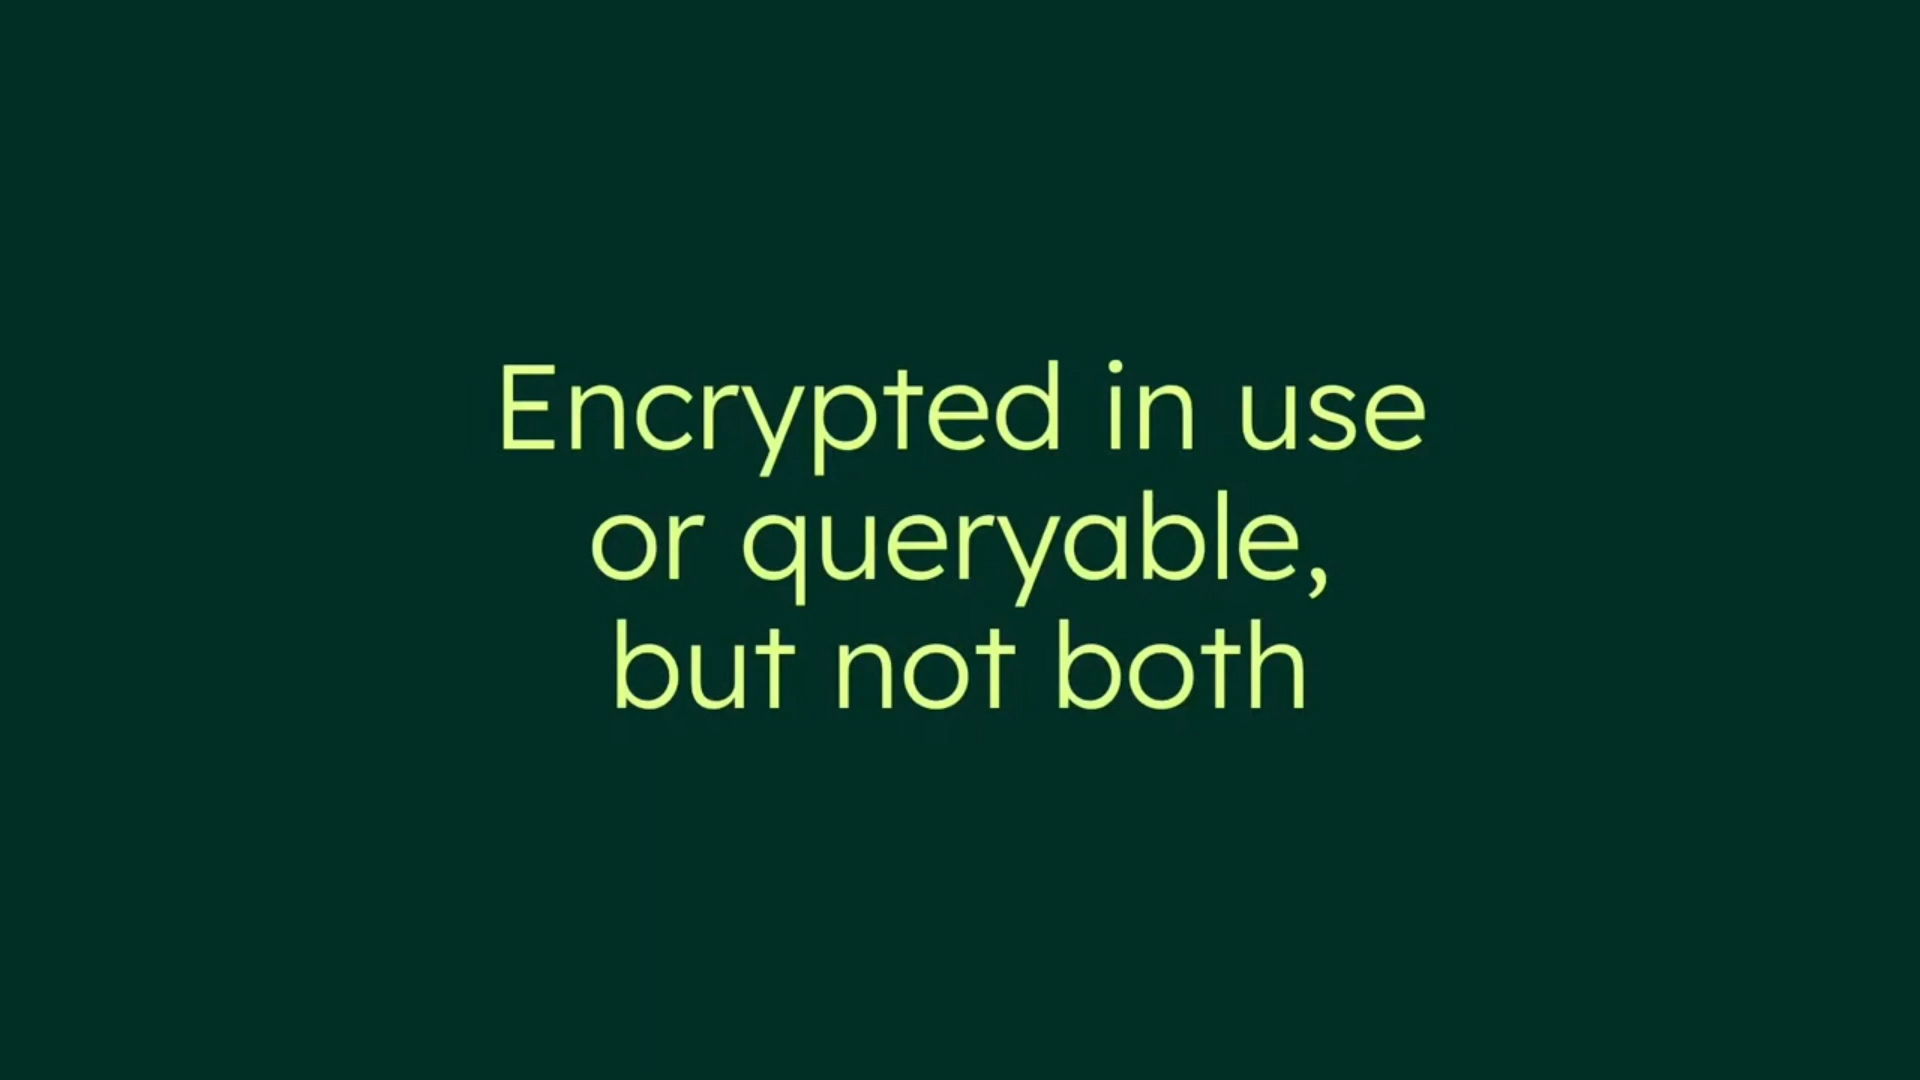 Encrypted in use
or queryable,
but not both